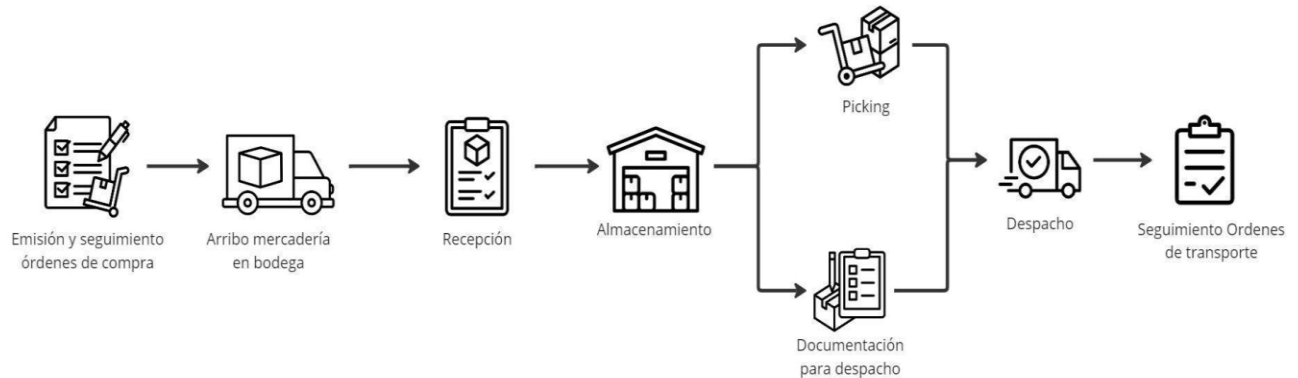 Emisión y seguimiento
órdenes de compra
Arribo mercadería
en bodega
Recepción
Almacenamiento
Picking
Documentación
para despacho
Despacho
Seguimiento Ordenes
de transporte